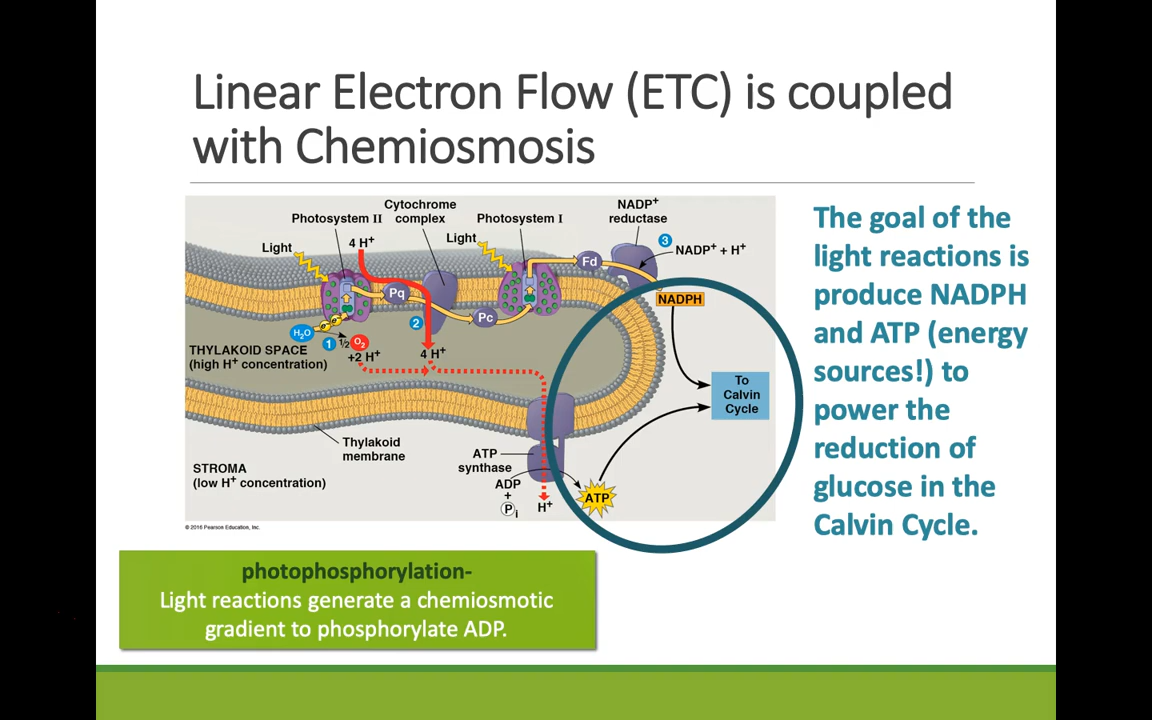 Linear Electron Flow (ETC) is coupled
with Chemiosmosis
Photosystem II
Cytochrome
complex
Photosystem I
NADP+
reductase
Light
4 H+
Light
3
NADP+ + H+
Fd
Pq
NADPH
2
Pc
H2O
e-
e-
1
½
O2
+2 H+
4 H+
THYLAKOID SPACE
(high H+ concentration)
To
Calvin
Cycle
Thylakoid
membrane
STROMA
(low H+ concentration)
ATP
synthase
ADP
+
Pi
H+
ATP
© 2016 Pearson Education, Inc.
The goal of the
light reactions is
produce NADPH
and ATP (energy
sources!) to
power the
reduction of
glucose in the
Calvin Cycle.
photophosphorylation-
Light reactions generate a chemiosmotic
gradient to phosphorylate ADP.